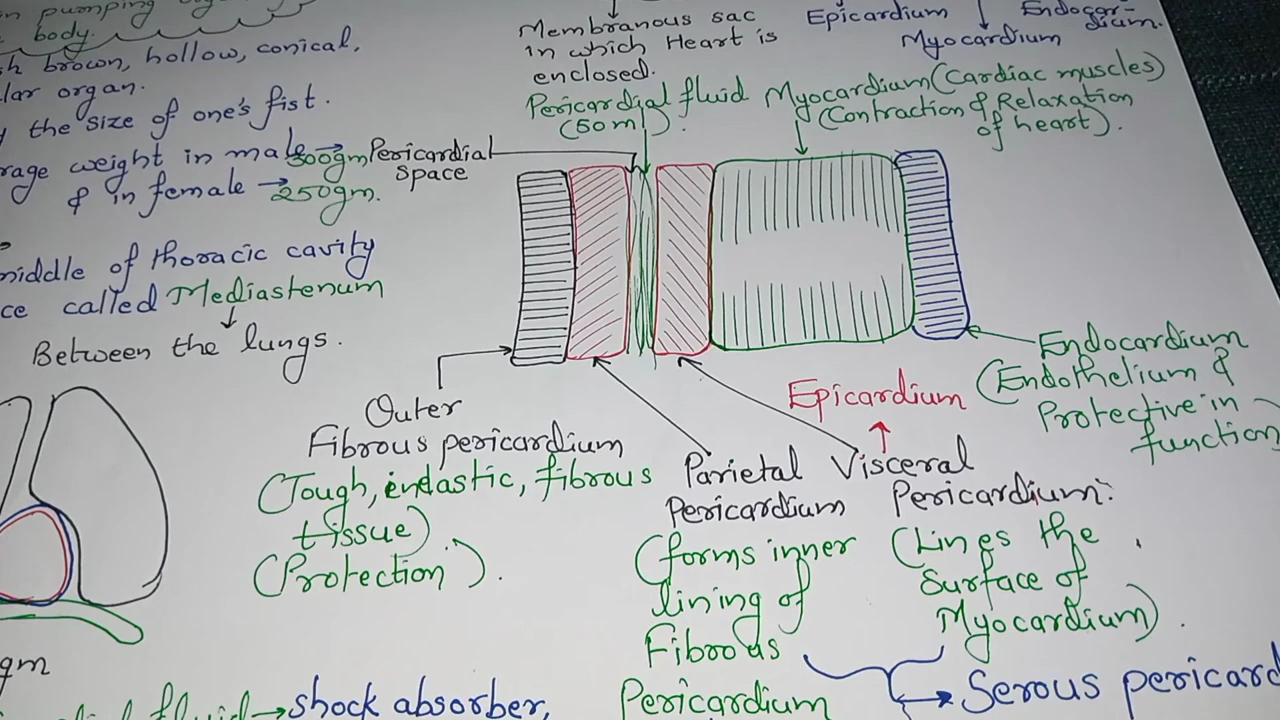 pumping
body.
brown, hollow, conical,
organ.
the size of one's fist.
weight in male → 300gm
& in female → 250gm.
middle of thoracic cavity
called Mediastenum
Between the lungs.
Membranous sac
in which Heart is
enclosed.
Epicardium
Myocardium
Endocar-
dium.
Pericardial fluid
(50ml).
Myocardium (Cardiac muscles)
(Contraction & Relaxation
of heart).
Pericardial
Space
Outer
Fibrous pericardium
(Tough, inelastic, fibrous
tissue)
(Protection).
Parietal
Pericardium
(forms inner
lining of
Fibrous
Pericardium
Epicardium
Visceral
Pericardium:
(Lines the
Surface of
Myocardium).
Endocardium
(Endothelium &
Protective in
function)
Serous pericard
gm
fluid → shock absorber,